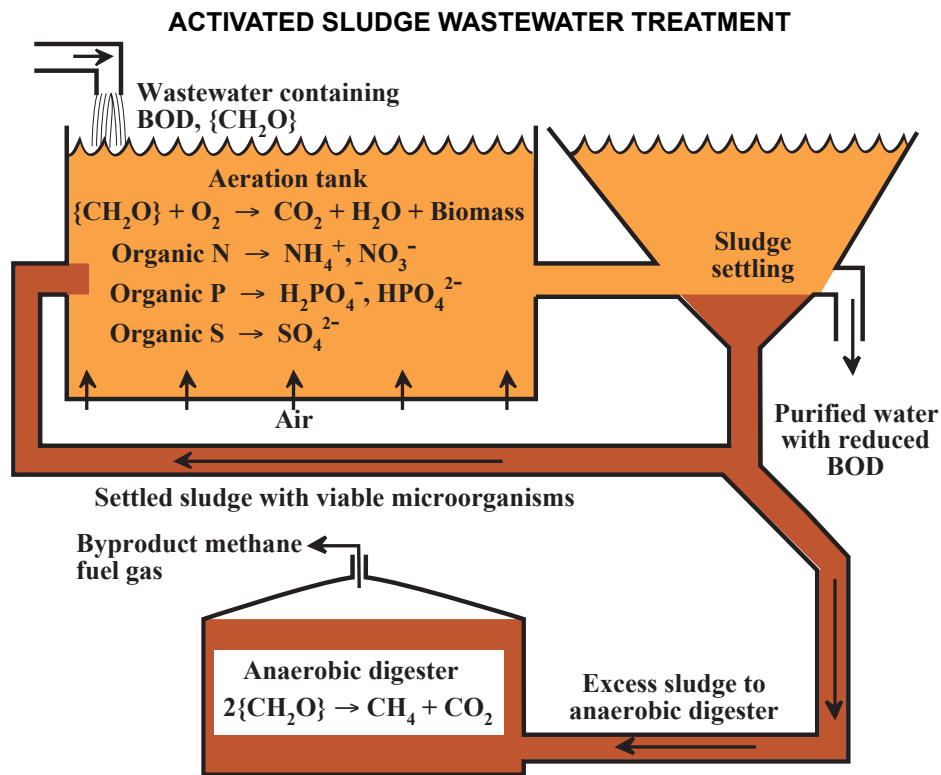 ACTIVATED SLUDGE WASTEWATER TREATMENT
Wastewater containing
BOD, {CH₂O}
Aeration tank
{CH₂O} + O₂ → CO₂ + H₂O + Biomass
Organic N → NH₄⁺, NO₃⁻
Organic P → H₂PO₄⁻, HPO₄²⁻
Organic S → SO₄²⁻
Air
Sludge
settling
Purified water
with reduced
BOD
Settled sludge with viable microorganisms
Byproduct methane
fuel gas
Anaerobic digester
2{CH₂O} → CH₄ + CO₂
Excess sludge to
anaerobic digester